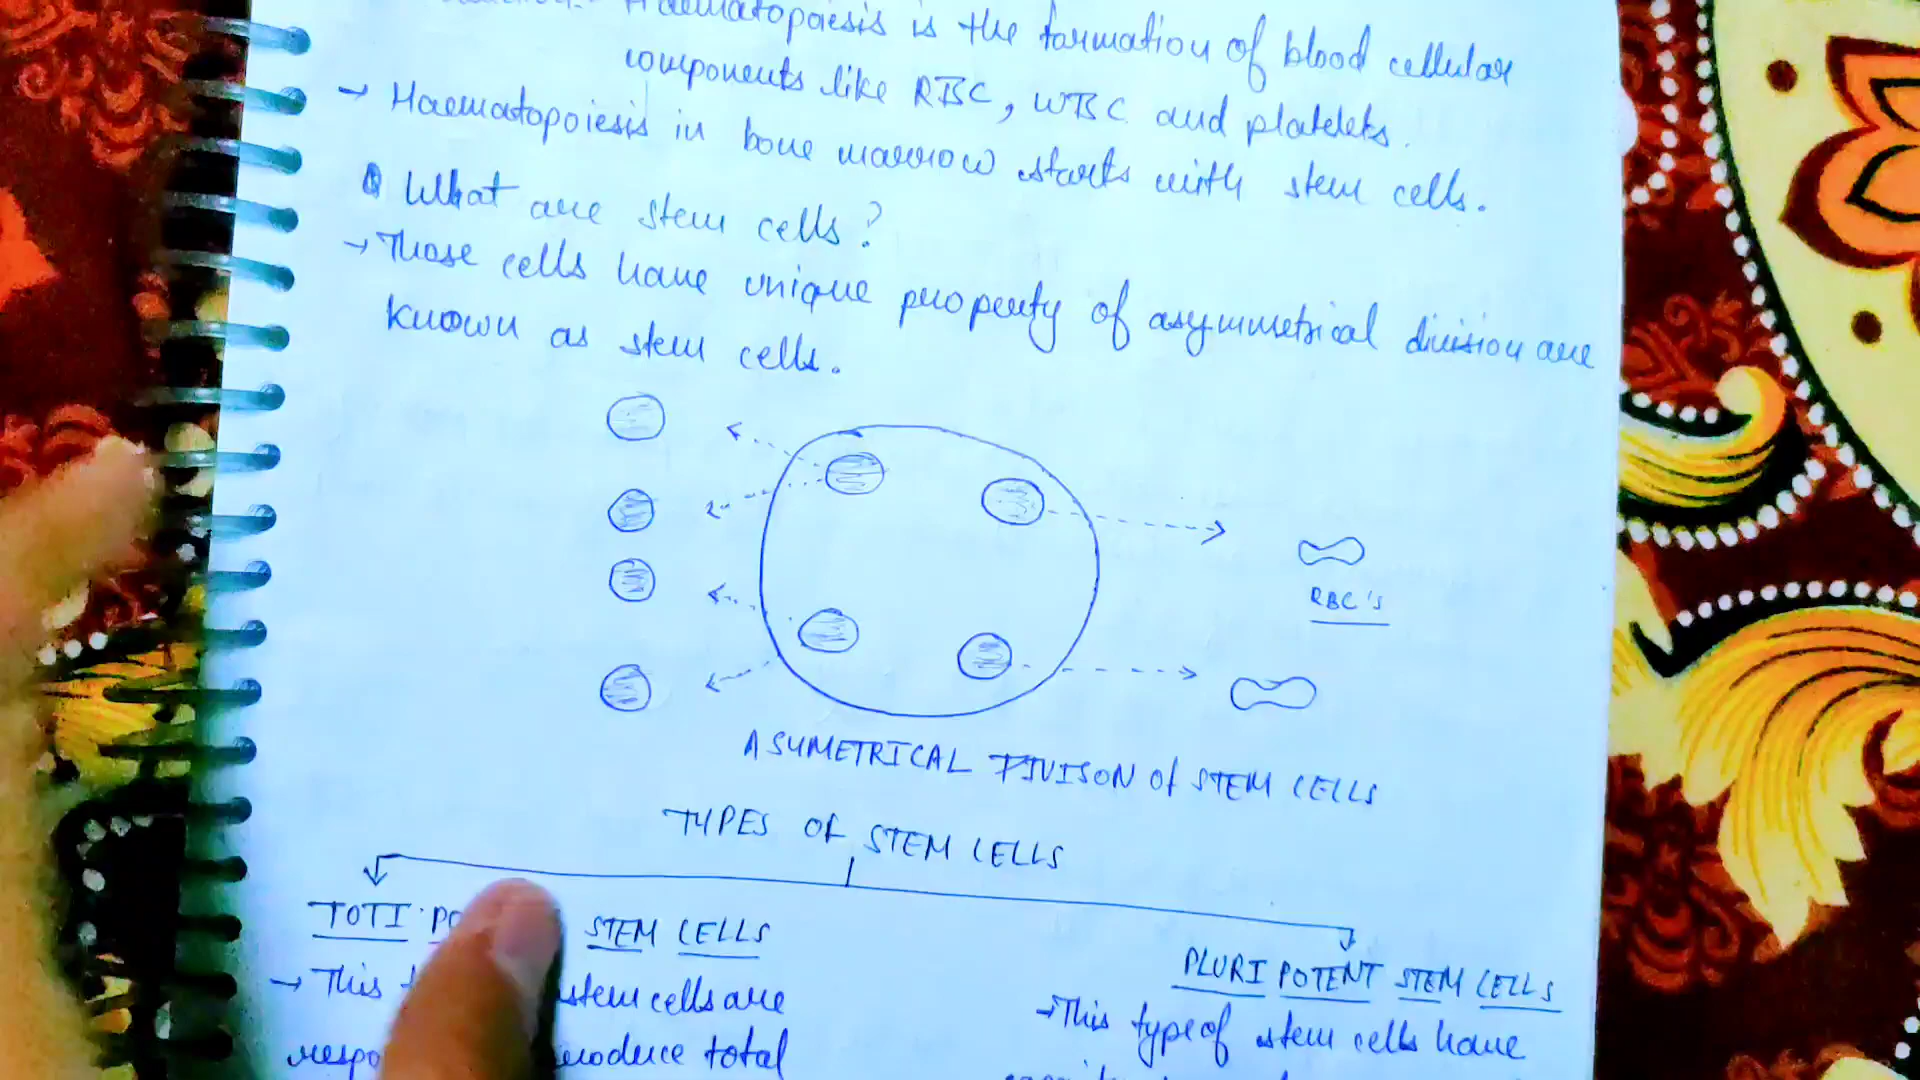 Haematopoiesis is the formation of blood cellular
components like RBC, WBC and platelets.
→ Haematopoiesis in bone marrow starts with stem cells.
What are stem cells?
→ Those cells have unique property of asymmetrical division are
known as stem cells.
RBC's
ASYMETRICAL DIVISON of STEM CELLS
TYPES OF STEM CELLS
TOTI STEM CELLS
PLURI POTENT STEM CELLS
→ This stem cells are
→ This type of stem cells have
total